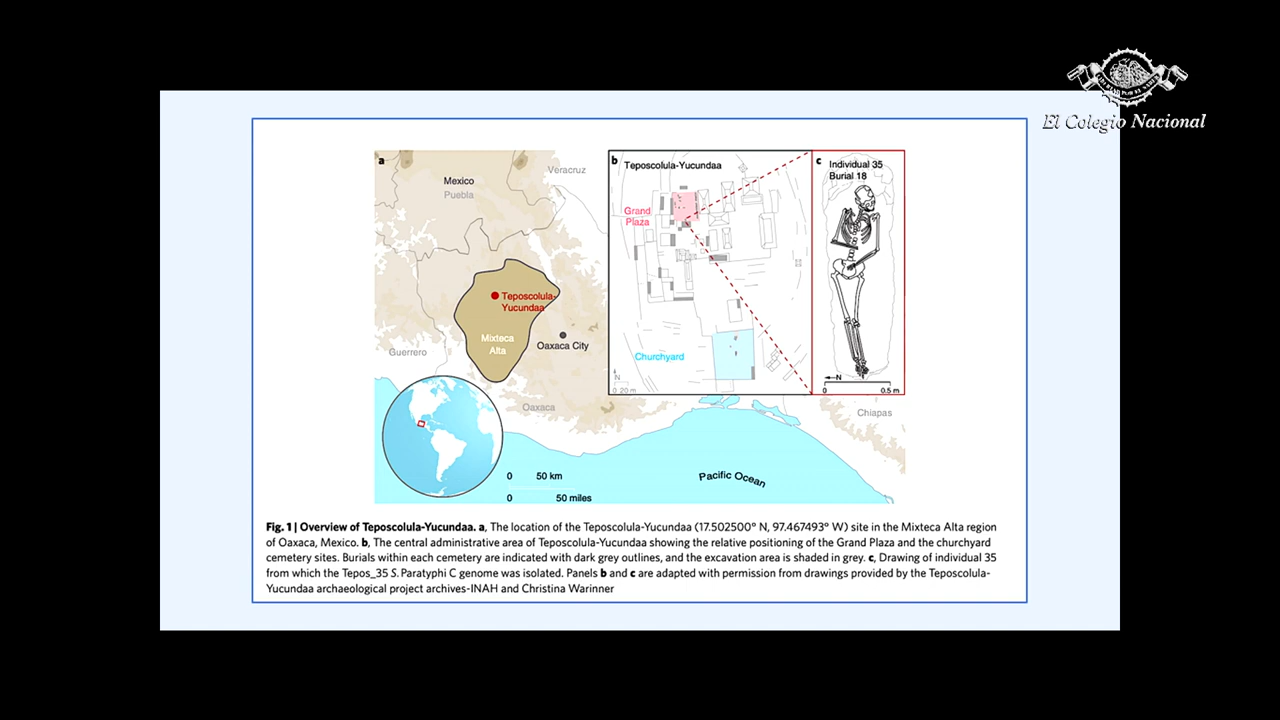 El Colegio Nacional
a
Mexico
Puebla
Veracruz
Teposcolula-
Yucundaa
Mixteca
Alta
Oaxaca City
Guerrero
Oaxaca
Chiapas
Pacific Ocean
0 50 km
0 50 miles
b
Teposcolula-Yucundaa
Grand
Plaza
Churchyard
N
0 20 m
c
Individual 35
Burial 18
N
0 0.5 m
Fig. 1 | Overview of Teposcolula-Yucundaa. a, The location of the Teposcolula-Yucundaa (17.502500° N, 97.467493° W) site in the Mixteca Alta region
of Oaxaca, Mexico. b, The central administrative area of Teposcolula-Yucundaa showing the relative positioning of the Grand Plaza and the churchyard
cemetery sites. Burials within each cemetery are indicated with dark grey outlines, and the excavation area is shaded in grey. c, Drawing of individual 35
from which the Tepos_35 S. Paratyphi C genome was isolated. Panels b and c are adapted with permission from drawings provided by the Teposcolula-
Yucundaa archaeological project archives-INAH and Christina Warinner